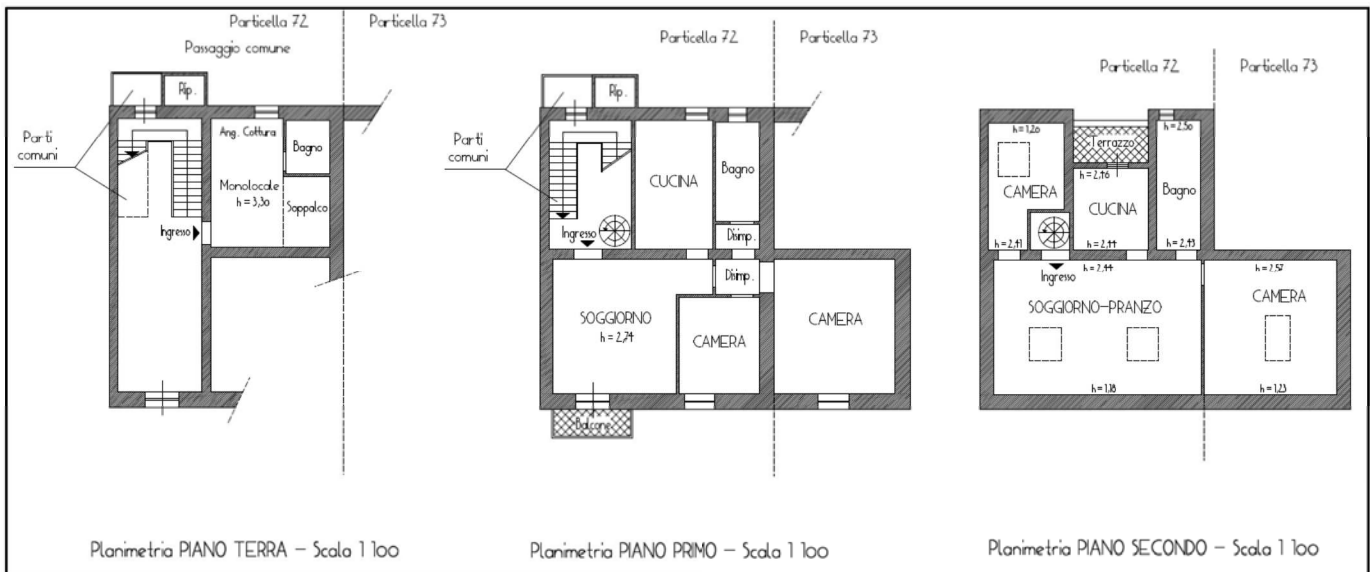 Particella 72
Particella 73
Passaggio comune
Rip.
Parti
comuni
Ang. Cottura
Bagno
Monolocale
h = 3,30
Soppalco
Ingresso
Planimetria PIANO TERRA - Scala 1 100
Particella 72
Particella 73
Rip.
Parti
comuni
CUCINA
Bagno
Ingresso
Disimp.
Disimp.
SOGGIORNO
h = 2,74
CAMERA
CAMERA
Balcone
Planimetria PIANO PRIMO - Scala 1 100
Particella 72
Particella 73
h = 1,20
h = 2,50
Terrazzo
h = 2,46
CAMERA
CUCINA
Bagno
h = 2,41
h = 2,44
h = 2,43
Ingresso
h = 2,44
h = 2,57
SOGGIORNO-PRANZO
CAMERA
h = 1,18
h = 1,23
Planimetria PIANO SECONDO - Scala 1 100